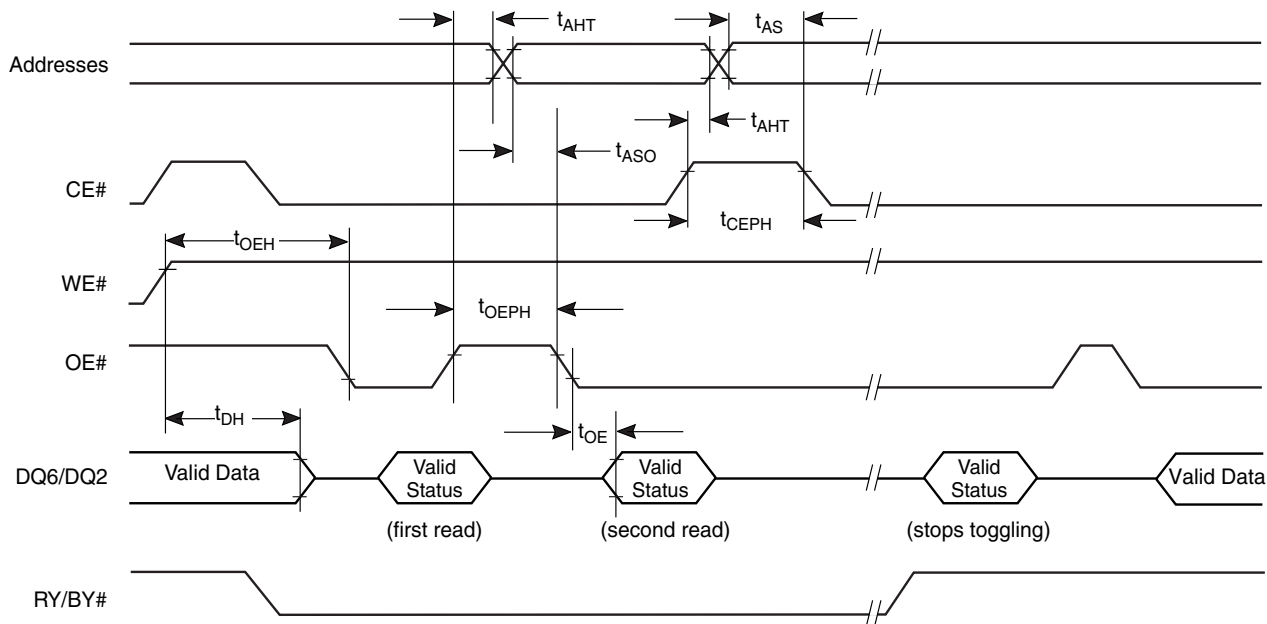 tAHT
tAS
Addresses
tAHT
tASO
CE#
tCEPH
tOEH
WE#
tOEPH
OE#
tDH
tOE
DQ6/DQ2
Valid Data
Valid
Status
Valid
Status
Valid
Status
Valid Data
(first read)
(second read)
(stops toggling)
RY/BY#